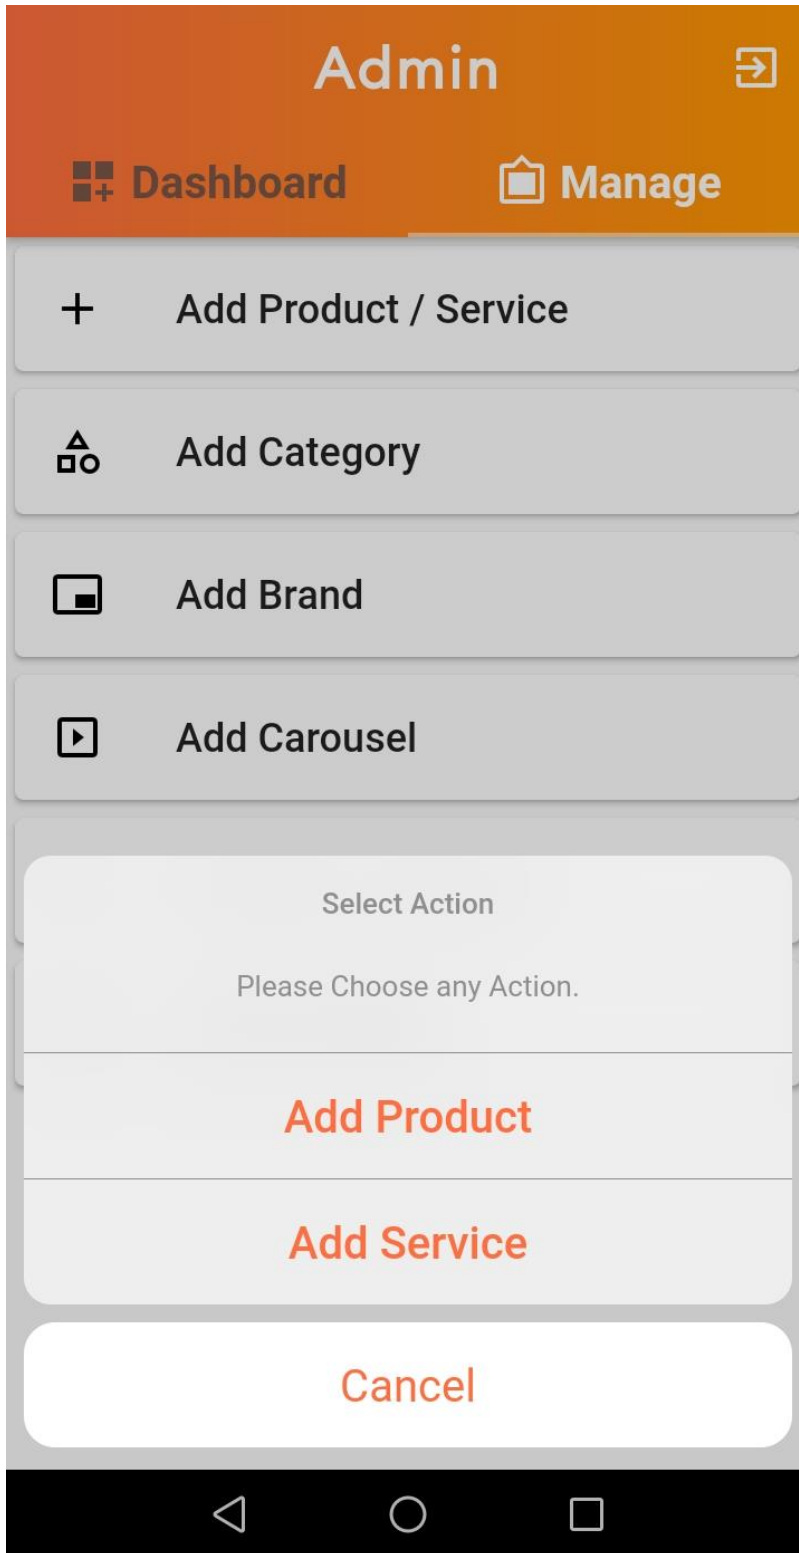 Admin
Dashboard
Manage
Add Product / Service
Add Category
Add Brand
Add Carousel
Select Action
Please Choose any Action.
Add Product
Add Service
Cancel